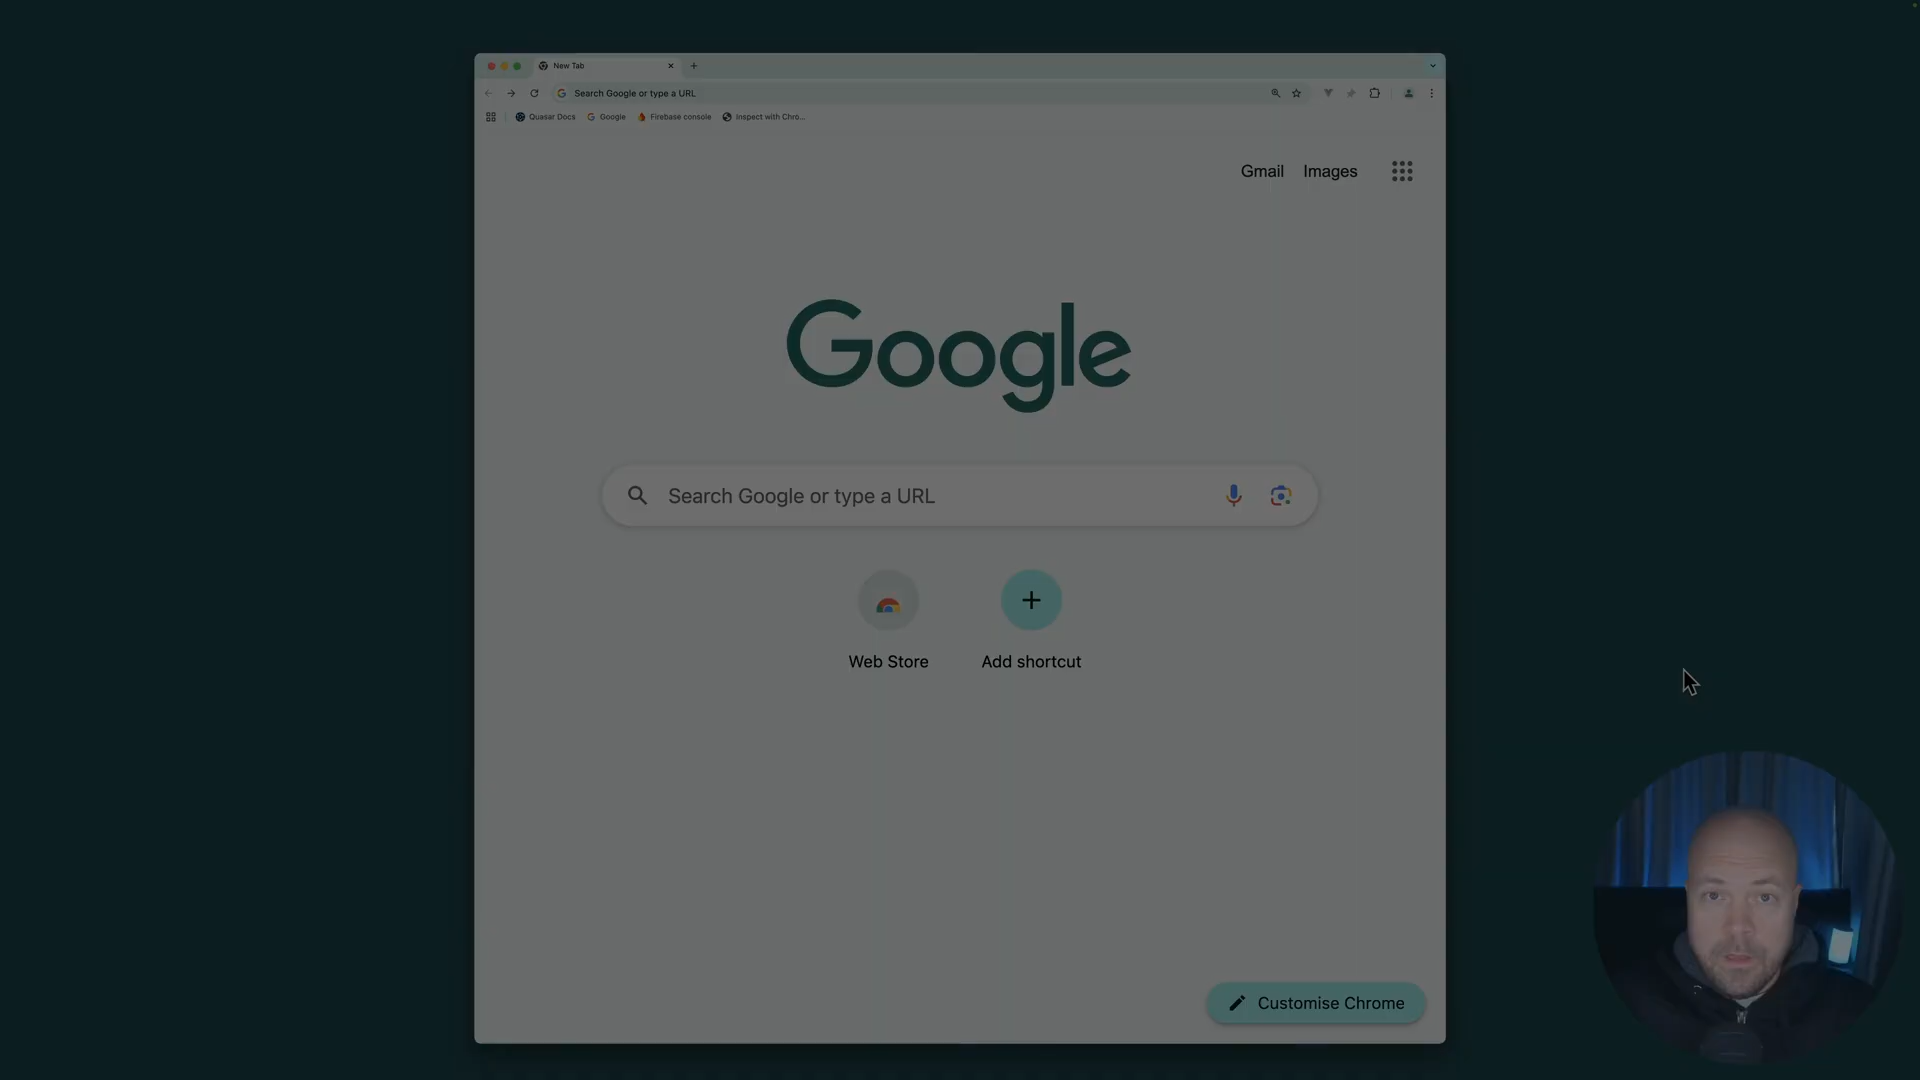 New Tab
Search Google or type a URL
Quasar Docs Google Firebase console Inspect with Chro...
Gmail Images
Google
Search Google or type a URL
Web Store Add shortcut
Customise Chrome